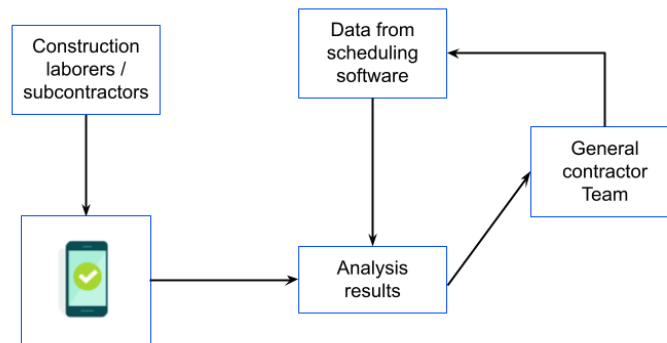 Construction
laborers /
subcontractors
Data from
scheduling
software
General
contractor
Team
Analysis
results